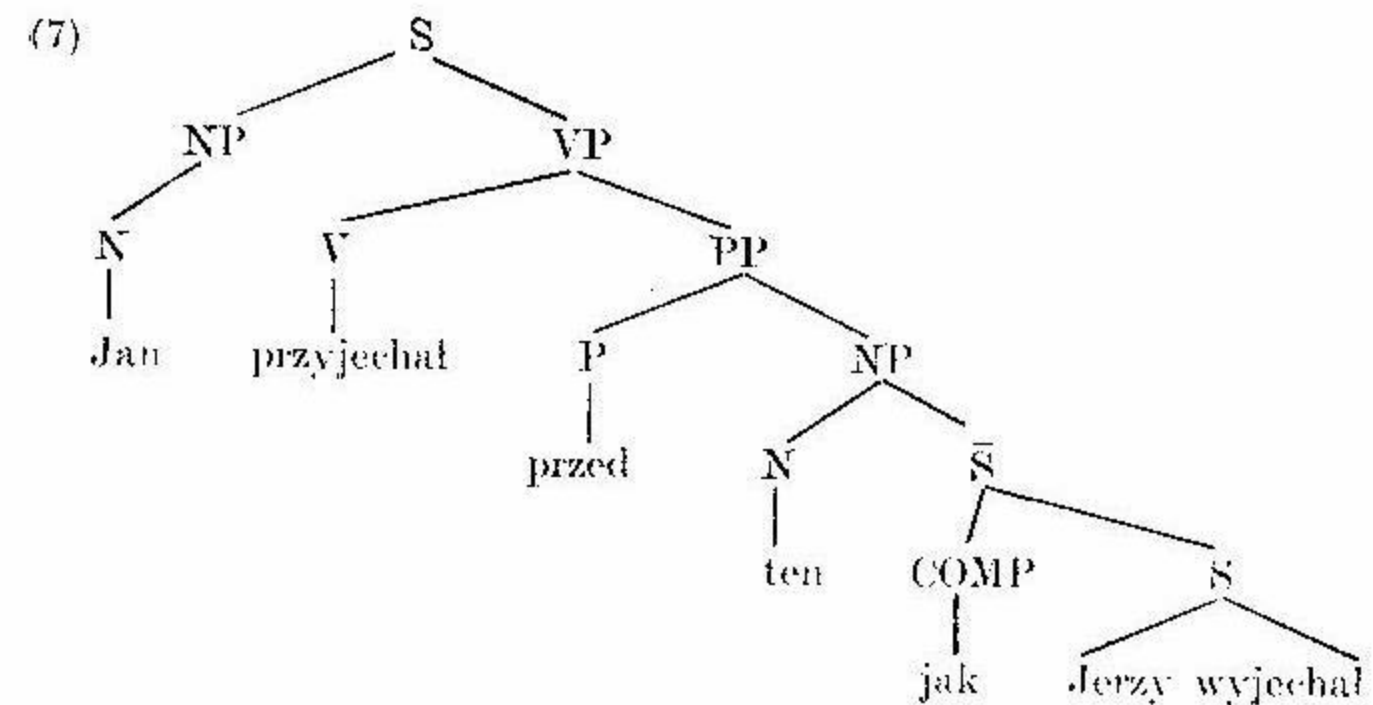 (7) S
NP VP
N V PP
Jan przyjechał P NP
przed N S̄
ten COMP S
jak Jerzy wyjechał